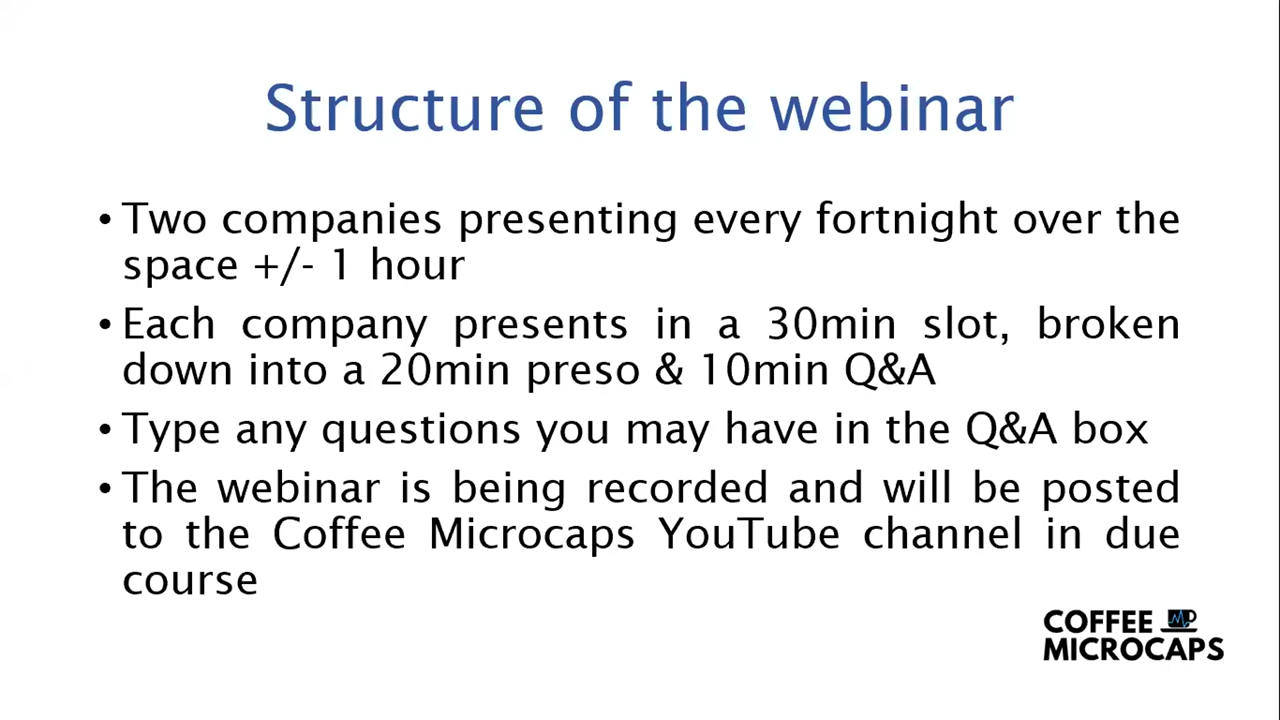 Structure of the webinar
• Two companies presenting every fortnight over the
space +/- 1 hour
• Each company presents in a 30min slot, broken
down into a 20min preso & 10min Q&A
• Type any questions you may have in the Q&A box
• The webinar is being recorded and will be posted
to the Coffee Microcaps YouTube channel in due
course
COFFEE
MICROCAPS